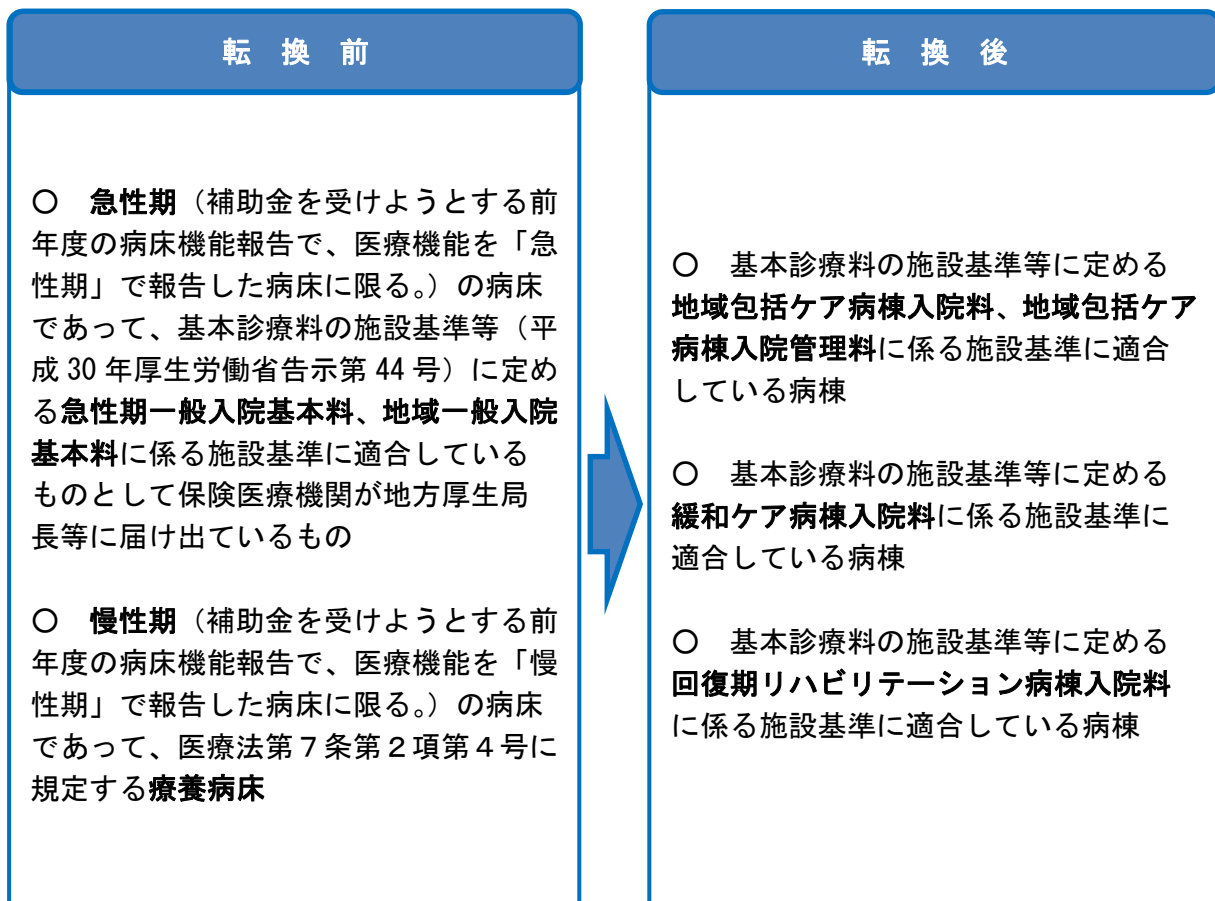 転 換 前
〇 急性期（補助金を受けようとする前
年度の病床機能報告で、医療機能を「急
性期」で報告した病床に限る。）の病床
であって、基本診療料の施設基準等（平
成 30 年厚生労働省告示第 44 号）に定め
る急性期一般入院基本料、地域一般入院
基本料に係る施設基準に適合している
ものとして保険医療機関が地方厚生局
長等に届け出ているもの
〇 慢性期（補助金を受けようとする前
年度の病床機能報告で、医療機能を「慢
性期」で報告した病床に限る。）の病床
であって、医療法第７条第２項第４号に
規定する療養病床
転 換 後
〇 基本診療料の施設基準等に定める
地域包括ケア病棟入院料、地域包括ケア
病棟入院管理料に係る施設基準に適合
している病棟
〇 基本診療料の施設基準等に定める
緩和ケア病棟入院料に係る施設基準に
適合している病棟
〇 基本診療料の施設基準等に定める
回復期リハビリテーション病棟入院料
に係る施設基準に適合している病棟